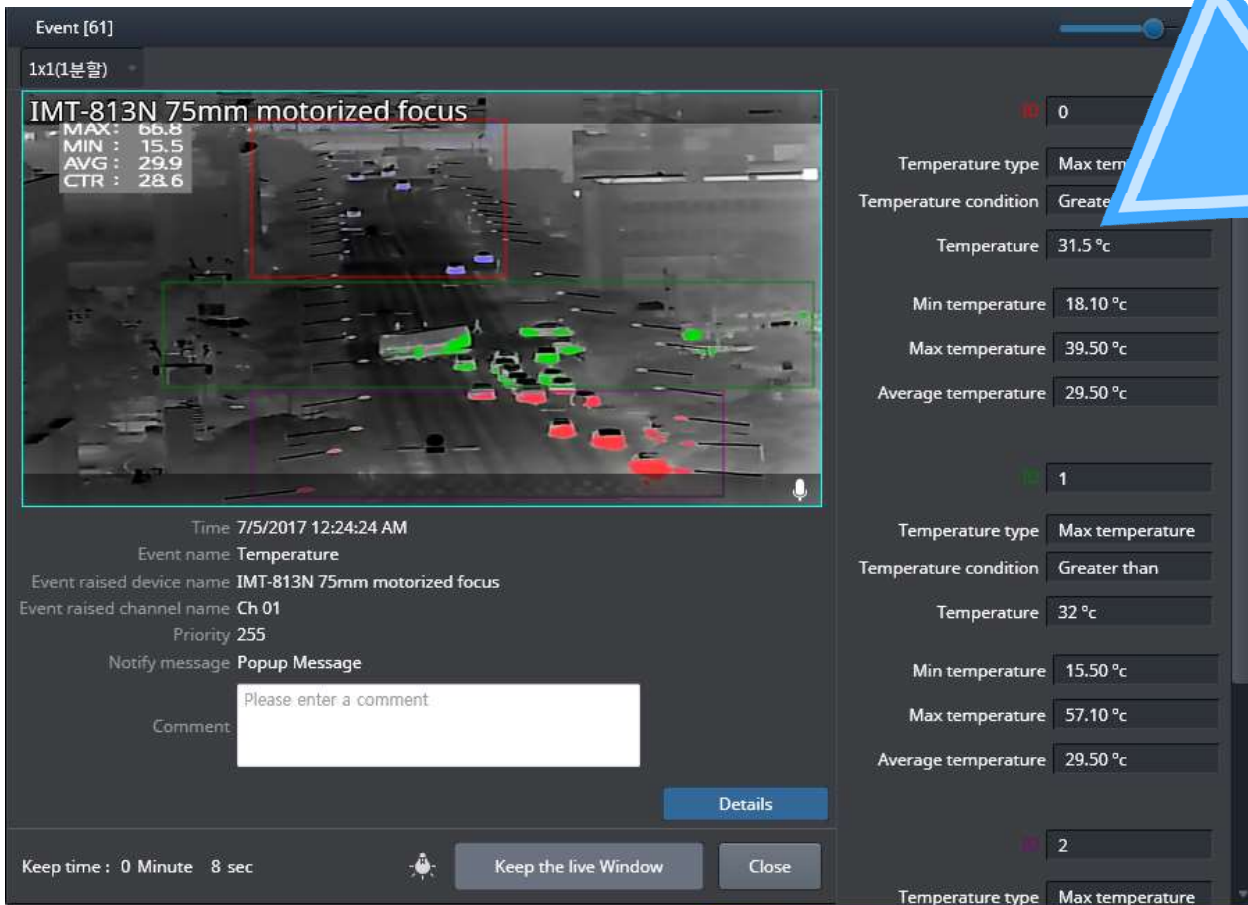 Event [61]
1x1(1분할)
IMT-813N 75mm motorized focus
MAX : 66.8
MIN : 15.5
AVG : 29.9
CTR : 28.6
Time 7/5/2017 12:24:24 AM
Event name Temperature
Event raised device name IMT-813N 75mm motorized focus
Event raised channel name Ch 01
Priority 255
Notify message Popup Message
Comment Please enter a comment
Details
Keep time : 0 Minute 8 sec
Keep the live Window
Close
ID 0
Temperature type Max
Temperature condition
Temperature 31.5 °c
Min temperature 18.10 °c
Max temperature 39.50 °c
Average temperature 29.50 °c
ID 1
Temperature type Max temperature
Temperature condition Greater than
Temperature 32 °c
Min temperature 15.50 °c
Max temperature 57.10 °c
Average temperature 29.50 °c
ID 2
Temperature type Max temperature